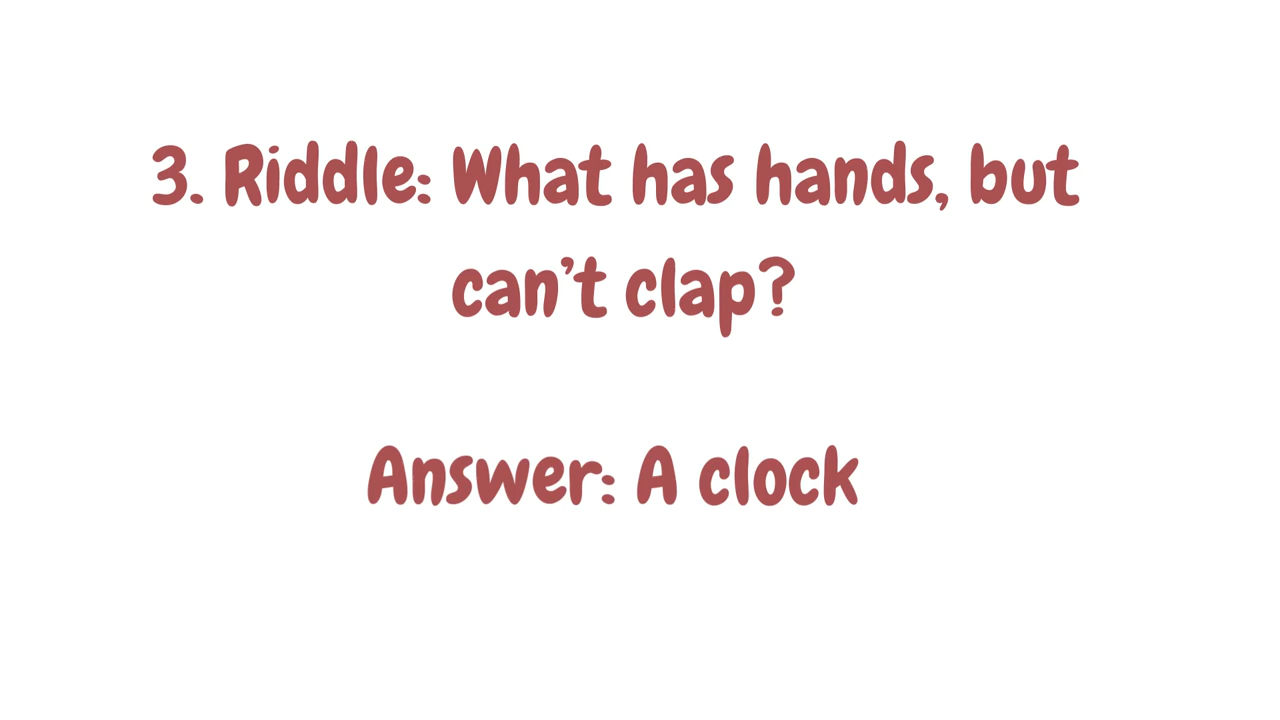 3. Riddle: What has hands, but
can’t clap?
Answer: A clock